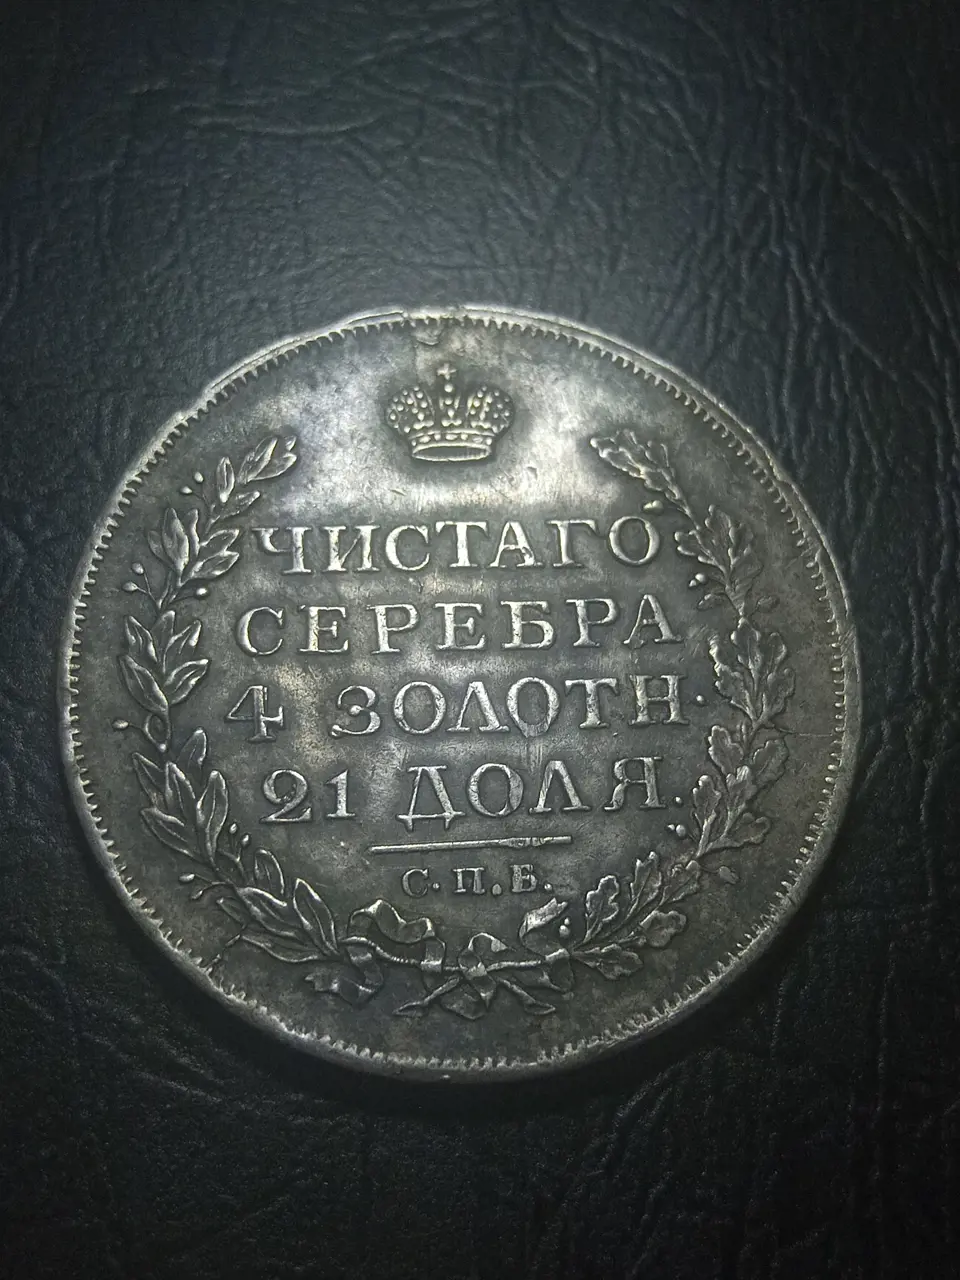 ЧИСТАГО
СЕРЕБРА
4 ЗОЛОТН·
21 ДОЛЯ.
С·П.Б.